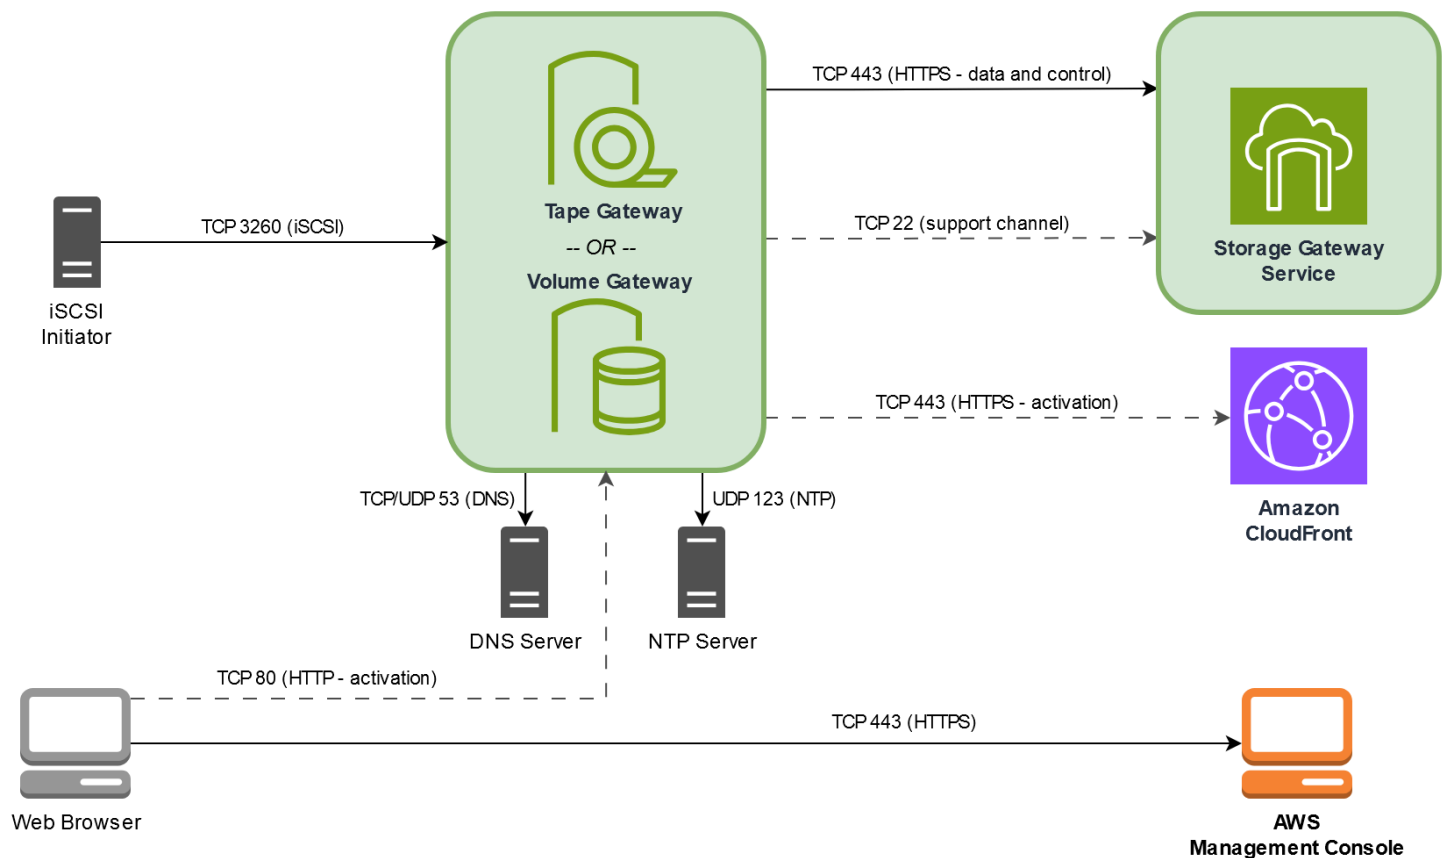 TCP 443 (HTTPS - data and control)
Tape Gateway
-- OR --
Volume Gateway
TCP 3260 (iSCSI)
iSCSI
Initiator
TCP 22 (support channel)
Storage Gateway
Service
TCP 443 (HTTPS - activation)
Amazon
CloudFront
TCP/UDP 53 (DNS)
UDP 123 (NTP)
DNS Server
NTP Server
TCP 80 (HTTP - activation)
TCP 443 (HTTPS)
Web Browser
AWS
Management Console